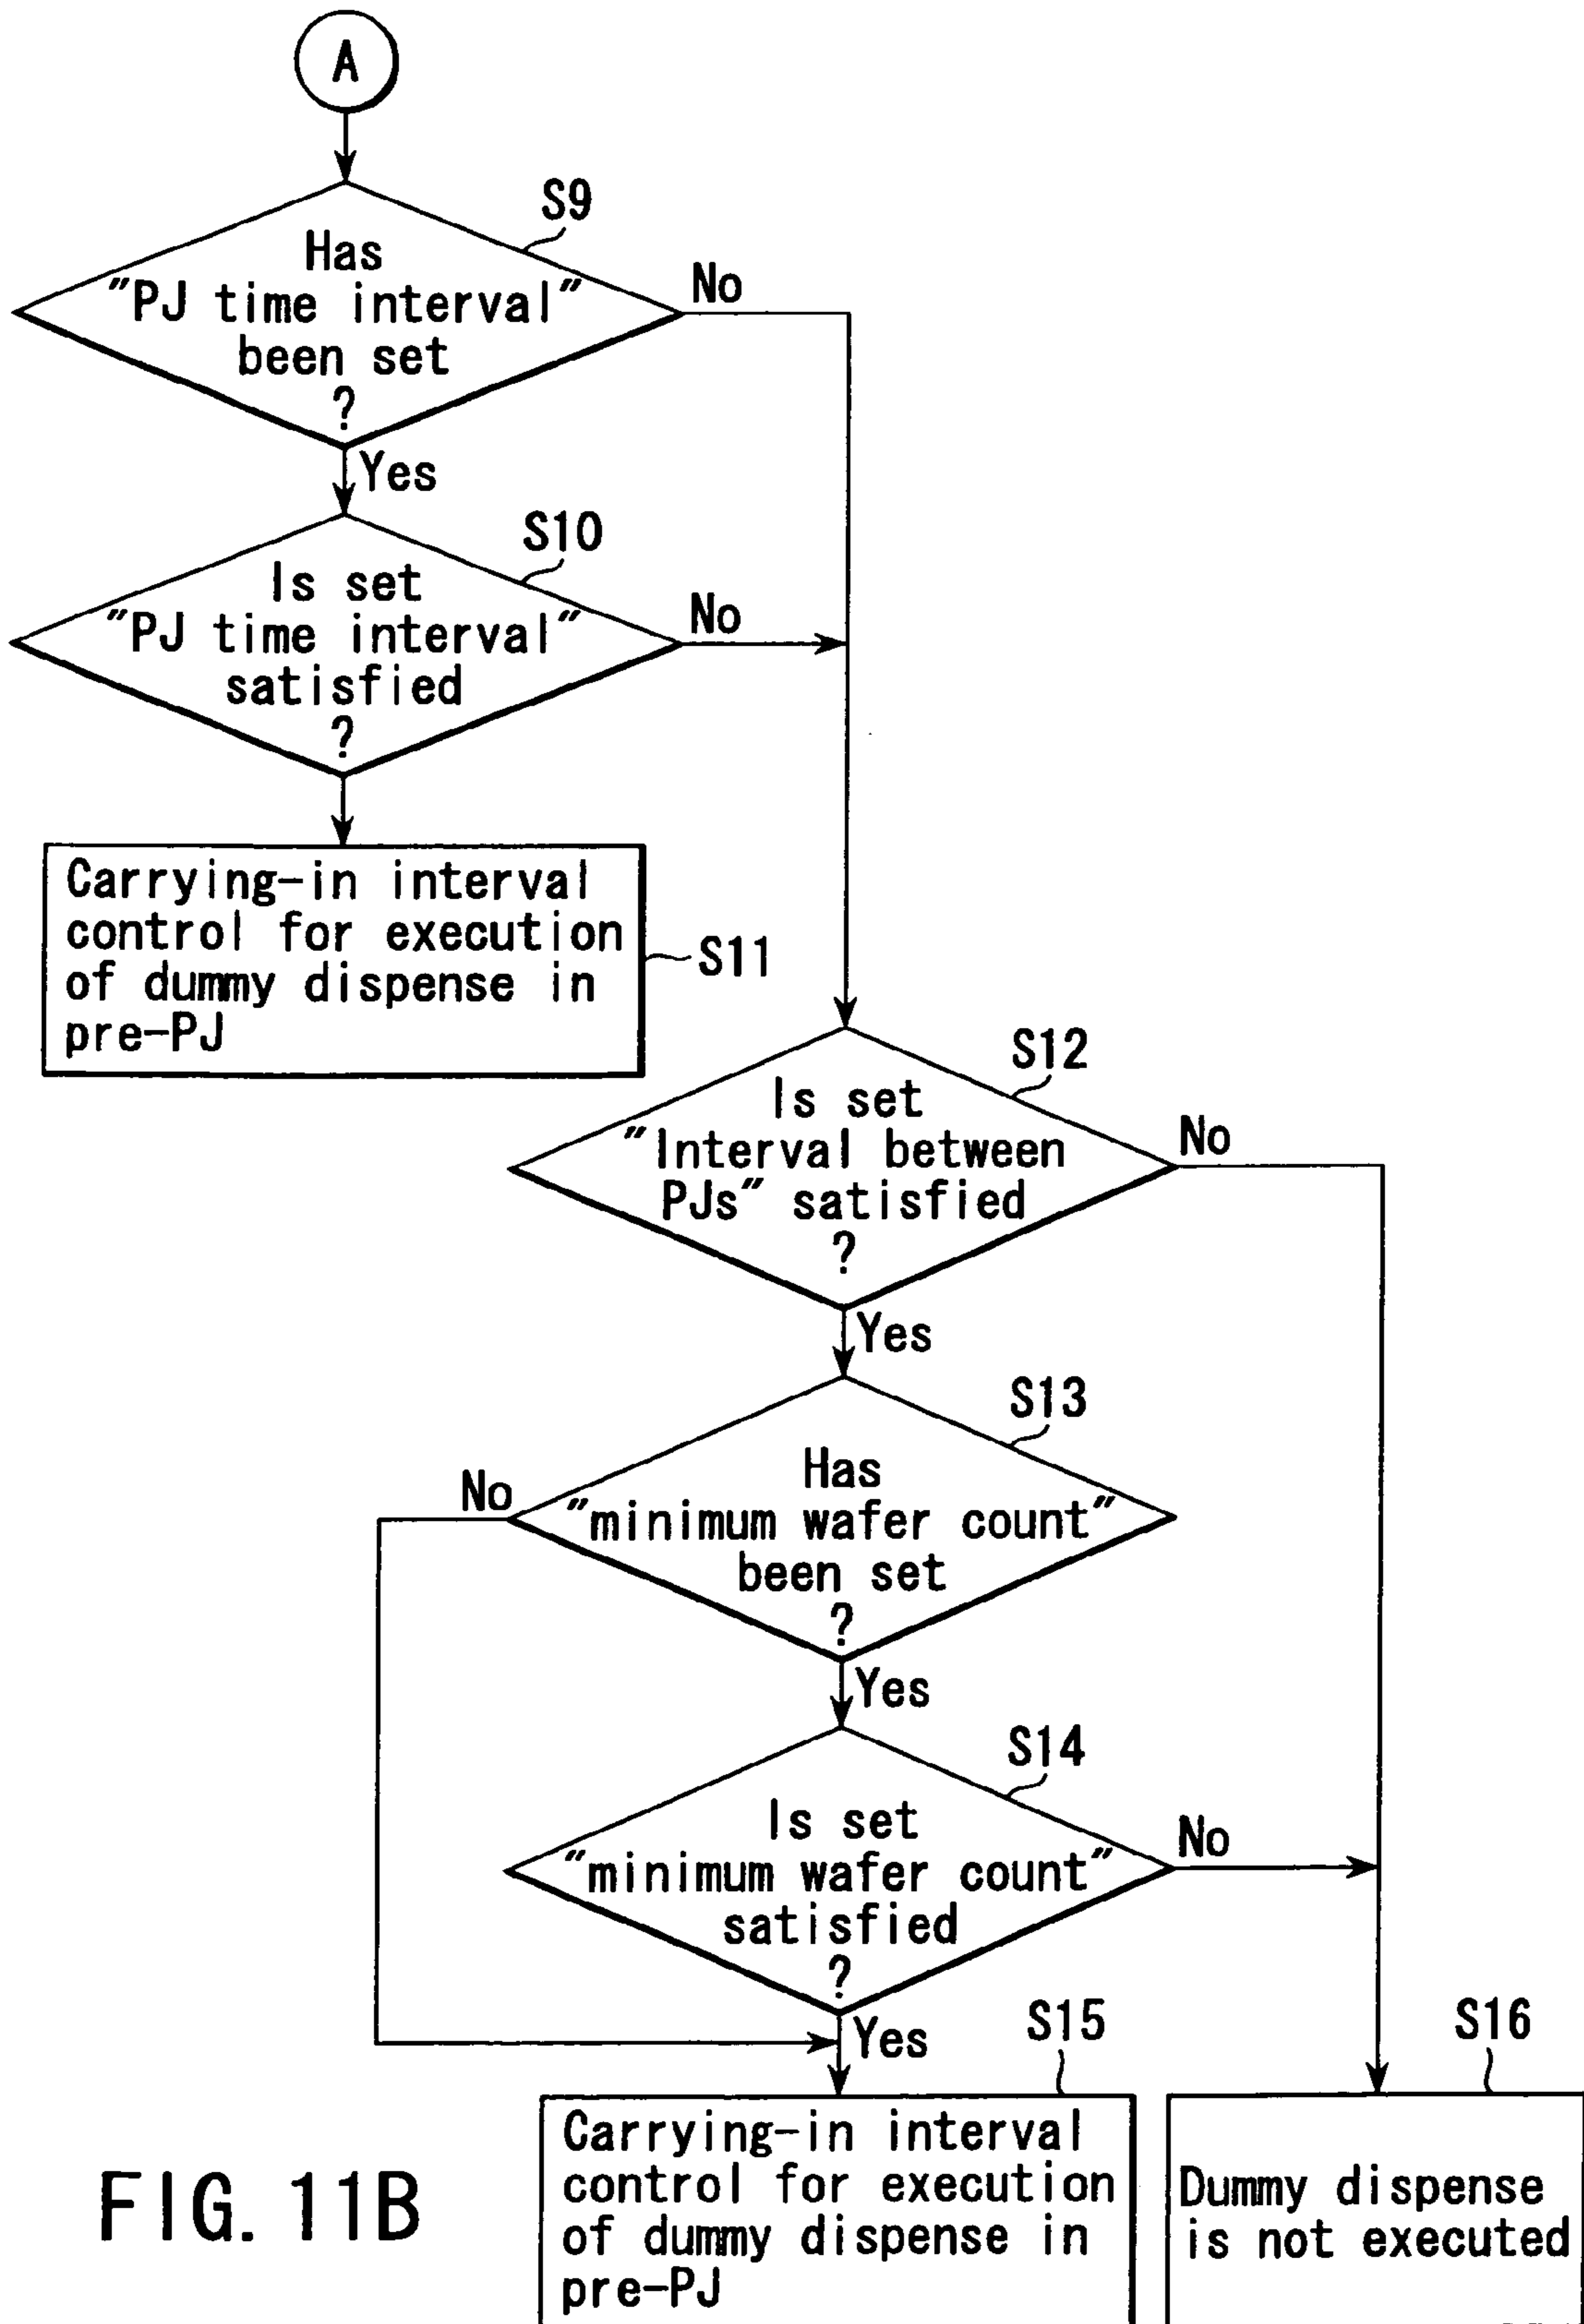 A
S9
Has
"PJ time interval"
been set
?
No
Yes
S10
Is set
"PJ time interval"
satisfied
?
No
Carrying-in interval
control for execution
of dummy dispense in
pre-PJ
S11
S12
Is set
"Interval between
PJs" satisfied
?
No
Yes
S13
Has
"minimum wafer count"
been set
?
No
Yes
S14
Is set
"minimum wafer count"
satisfied
?
No
Yes
S15
Carrying-in interval
control for execution
of dummy dispense in
pre-PJ
S16
Dummy dispense
is not executed
FIG. 11B